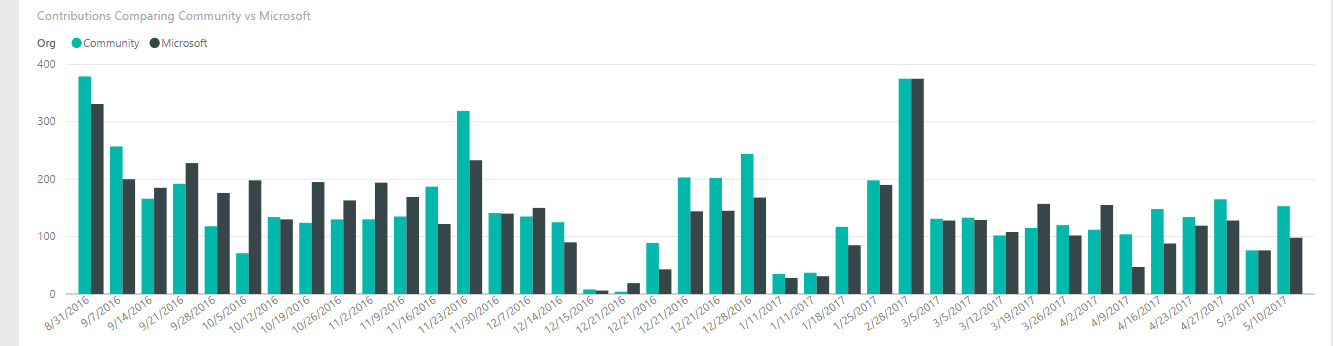 Contributions Comparing Community vs Microsoft
Org Community Microsoft
400
300
200
100
0
8/31/2016 9/7/2016 9/14/2016 9/21/2016 9/28/2016 10/5/2016 10/12/2016 10/19/2016 10/26/2016 11/2/2016 11/9/2016 11/16/2016 11/23/2016 11/30/2016 12/7/2016 12/14/2016 12/15/2016 12/21/2016 12/21/2016 12/21/2016 12/21/2016 12/28/2016 1/11/2017 1/11/2017 1/18/2017 1/25/2017 2/28/2017 3/5/2017 3/5/2017 3/12/2017 3/19/2017 3/26/2017 4/2/2017 4/9/2017 4/16/2017 4/23/2017 4/27/2017 5/3/2017 5/10/2017